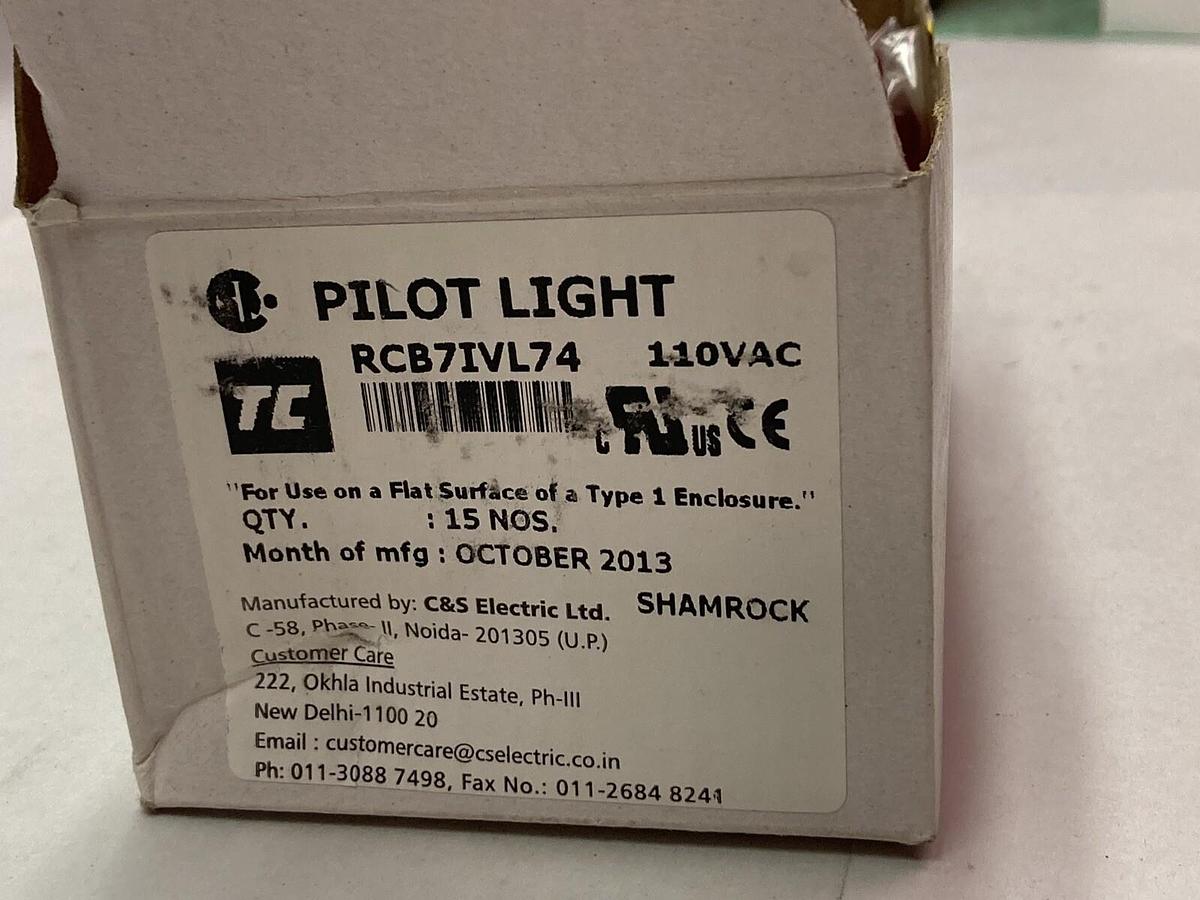 PILOT LIGHT
RCB7IVL74 110VAC
TC
c US CE
"For Use on a Flat Surface of a Type 1 Enclosure."
QTY. : 15 NOS.
Month of mfg : OCTOBER 2013
Manufactured by: C&S Electric Ltd. SHAMROCK
C -58, Phase- II, Noida- 201305 (U.P.)
Customer Care
222, Okhla Industrial Estate, Ph-III
New Delhi-1100 20
Email : customercare@cselectric.co.in
Ph: 011-3088 7498, Fax No.: 011-2684 8241